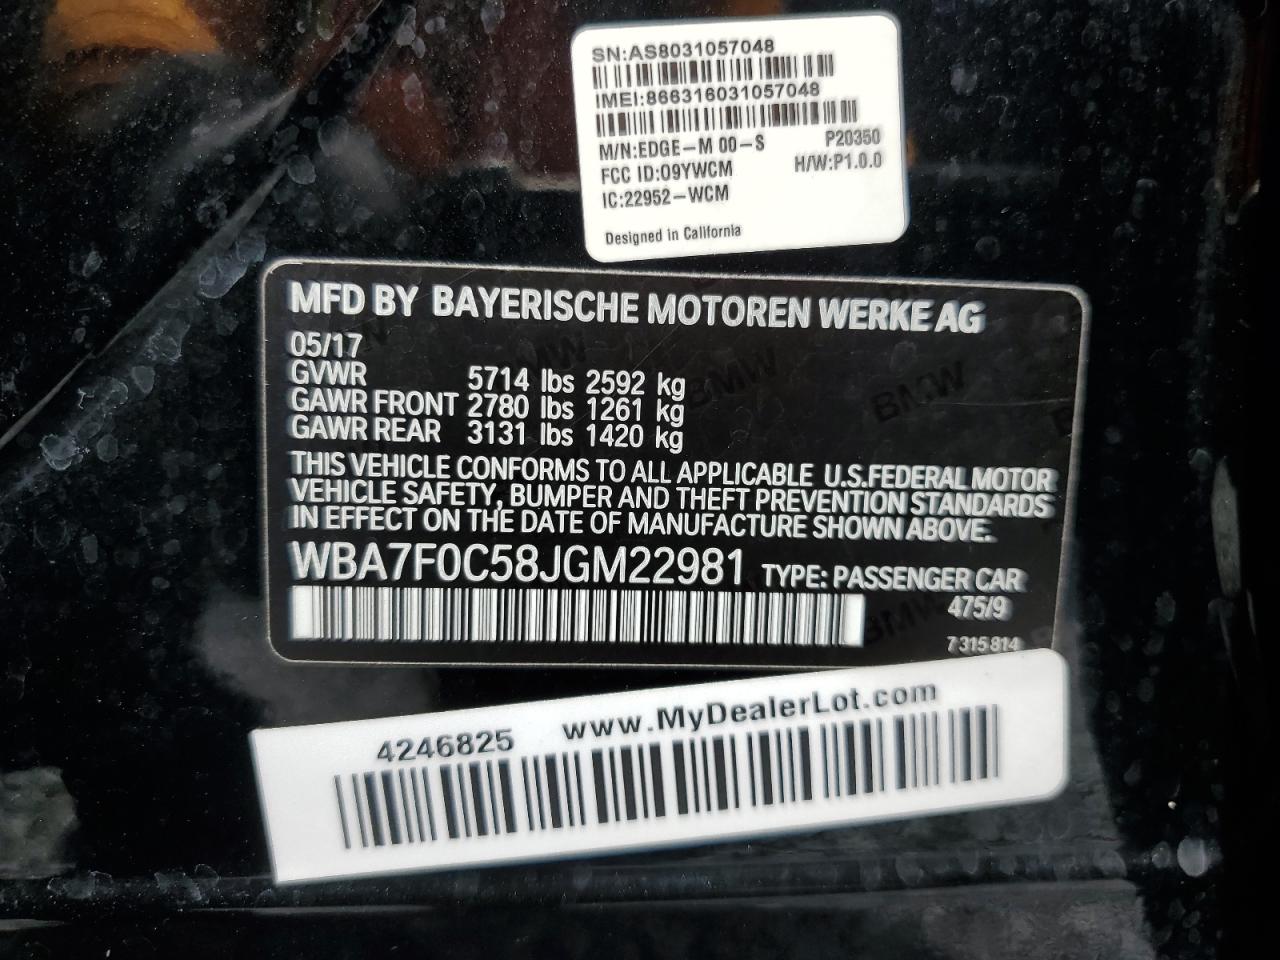 SN:AS8031057048
IMEI:866316031057048
M/N:EDGE-M 00-S P20350
FCC ID:O9YWCM H/W:P1.0.0
IC:22952-WCM
Designed in California
MFD BY BAYERISCHE MOTOREN WERKE AG
05/17
GVWR 5714 lbs 2592 kg
GAWR FRONT 2780 lbs 1261 kg
GAWR REAR 3131 lbs 1420 kg
THIS VEHICLE CONFORMS TO ALL APPLICABLE U.S.FEDERAL MOTOR
VEHICLE SAFETY, BUMPER AND THEFT PREVENTION STANDARDS
IN EFFECT ON THE DATE OF MANUFACTURE SHOWN ABOVE.
WBA7F0C58JGM22981 TYPE: PASSENGER CAR
475/9
7 315 814
4246825 www.MyDealerLot.com
BMW
BMW
BMW
BMW